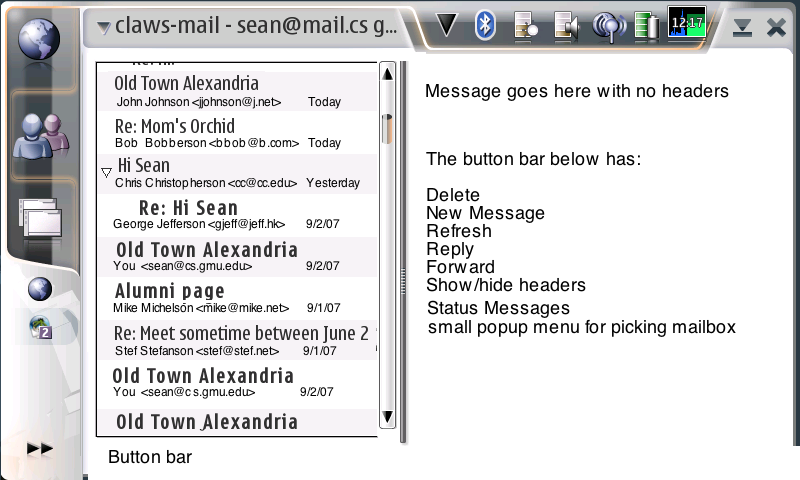 claws-mail - sean@mail.cs g...
12:17
Old Town Alexandria
John Johnson <jjohnson@j.net> Today
Re: Mom's Orchid
Bob Bobberson <bbob@b.com> Today
Hi Sean
Chris Christopherson <cc@cc.edu> Yesterday
Re: Hi Sean
George Jefferson <gjeff@jeff.hk> 9/2/07
Old Town Alexandria
You <sean@cs.gmu.edu> 9/2/07
Alumni page
Mike Michelson <mike@mike.net> 9/1/07
Re: Meet sometime between June 2
Stef Stefanson <stef@stef.net> 9/1/07
Old Town Alexandria
You <sean@cs.gmu.edu> 9/2/07
Old Town Alexandria
Button bar
Message goes here with no headers
The button bar below has:
Delete
New Message
Refresh
Reply
Forward
Show/hide headers
Status Messages
small popup menu for picking mailbox
2